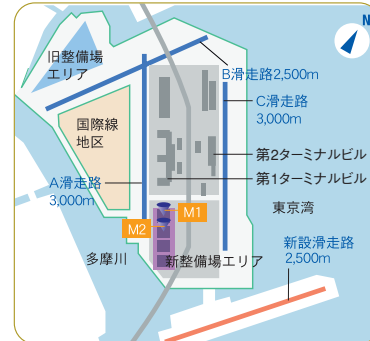 N
旧整備場
エリア
B滑走路2,500m
C滑走路
3,000m
国際線
地区
第2ターミナルビル
第1ターミナルビル
A滑走路
3,000m
東京湾
M1
M2
新設滑走路
2,500m
多摩川
新整備場エリア